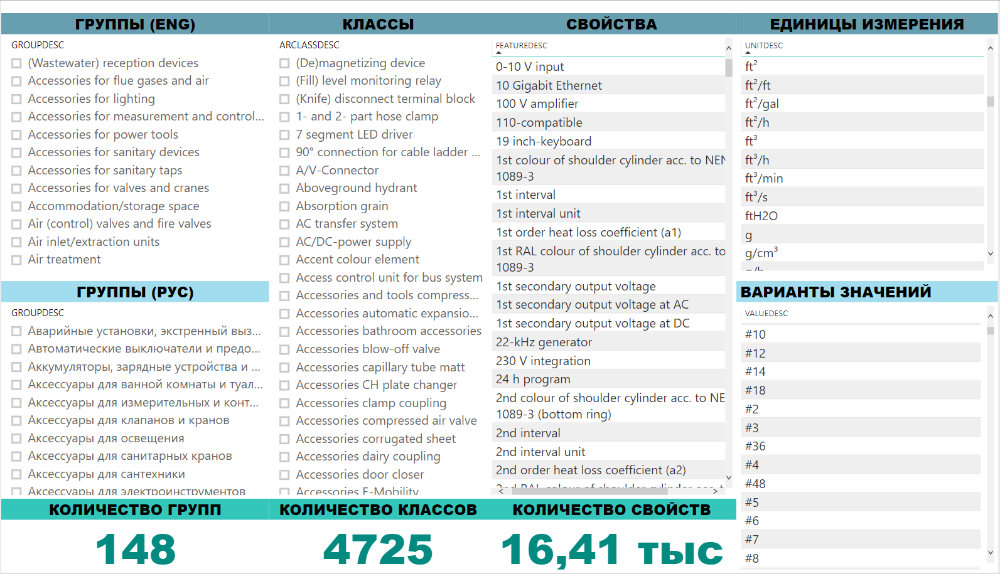 ГРУППЫ (ENG)
GROUPDESC
(Wastewater) reception devices
Accessories for flue gases and air
Accessories for lighting
Accessories for measurement and control...
Accessories for power tools
Accessories for sanitary devices
Accessories for sanitary taps
Accessories for valves and cranes
Accommodation/storage space
Air (control) valves and fire valves
Air inlet/extraction units
Air treatment
ГРУППЫ (РУС)
GROUPDESC
Аварийные установки, экстренный выз...
Автоматические выключатели и предо...
Аккумуляторы, зарядные устройства и ...
Аксессуары для ванной комнаты и туал...
Аксессуары для измерительных и конт...
Аксессуары для клапанов и кранов
Аксессуары для освещения
Аксессуары для санитарных кранов
Аксессуары для сантехники
Аксессуары для электроинструментов
КОЛИЧЕСТВО ГРУПП
148
КЛАССЫ
ARCLASSDESC
(De)magnetizing device
(Fill) level monitoring relay
(Knife) disconnect terminal block
1- and 2- part hose clamp
7 segment LED driver
90° connection for cable ladder ...
A/V-Connector
Aboveground hydrant
Absorption grain
AC transfer system
AC/DC-power supply
Accent colour element
Access control unit for bus system
Accessories and tools compress...
Accessories automatic expansio...
Accessories bathroom accessories
Accessories blow-off valve
Accessories capillary tube matt
Accessories CH plate changer
Accessories clamp coupling
Accessories compressed air valve
Accessories corrugated sheet
Accessories dairy coupling
Accessories door closer
Accessories E-Mobility
КОЛИЧЕСТВО КЛАССОВ
4725
СВОЙСТВА
FEATUREDESC
0-10 V input
10 Gigabit Ethernet
100 V amplifier
110-compatible
19 inch-keyboard
1st colour of shoulder cylinder acc. to NEN
1089-3
1st interval
1st interval unit
1st order heat loss coefficient (a1)
1st RAL colour of shoulder cylinder acc. to
1089-3
1st secondary output voltage
1st secondary output voltage at AC
1st secondary output voltage at DC
22-kHz generator
230 V integration
24 h program
2nd colour of shoulder cylinder acc. to NE
1089-3 (bottom ring)
2nd interval
2nd interval unit
2nd order heat loss coefficient (a2)
2nd RAL colour of shoulder cylinder acc. t
КОЛИЧЕСТВО СВОЙСТВ
16,41 тыс
ЕДИНИЦЫ ИЗМЕРЕНИЯ
UNITDESC
ft²
ft²/ft
ft²/gal
ft²/h
ft³
ft³/h
ft³/min
ft³/s
ftH2O
g
g/cm³
g/h
ВАРИАНТЫ ЗНАЧЕНИЙ
VALUEDESC
#10
#12
#14
#18
#2
#3
#36
#4
#48
#5
#6
#7
#8